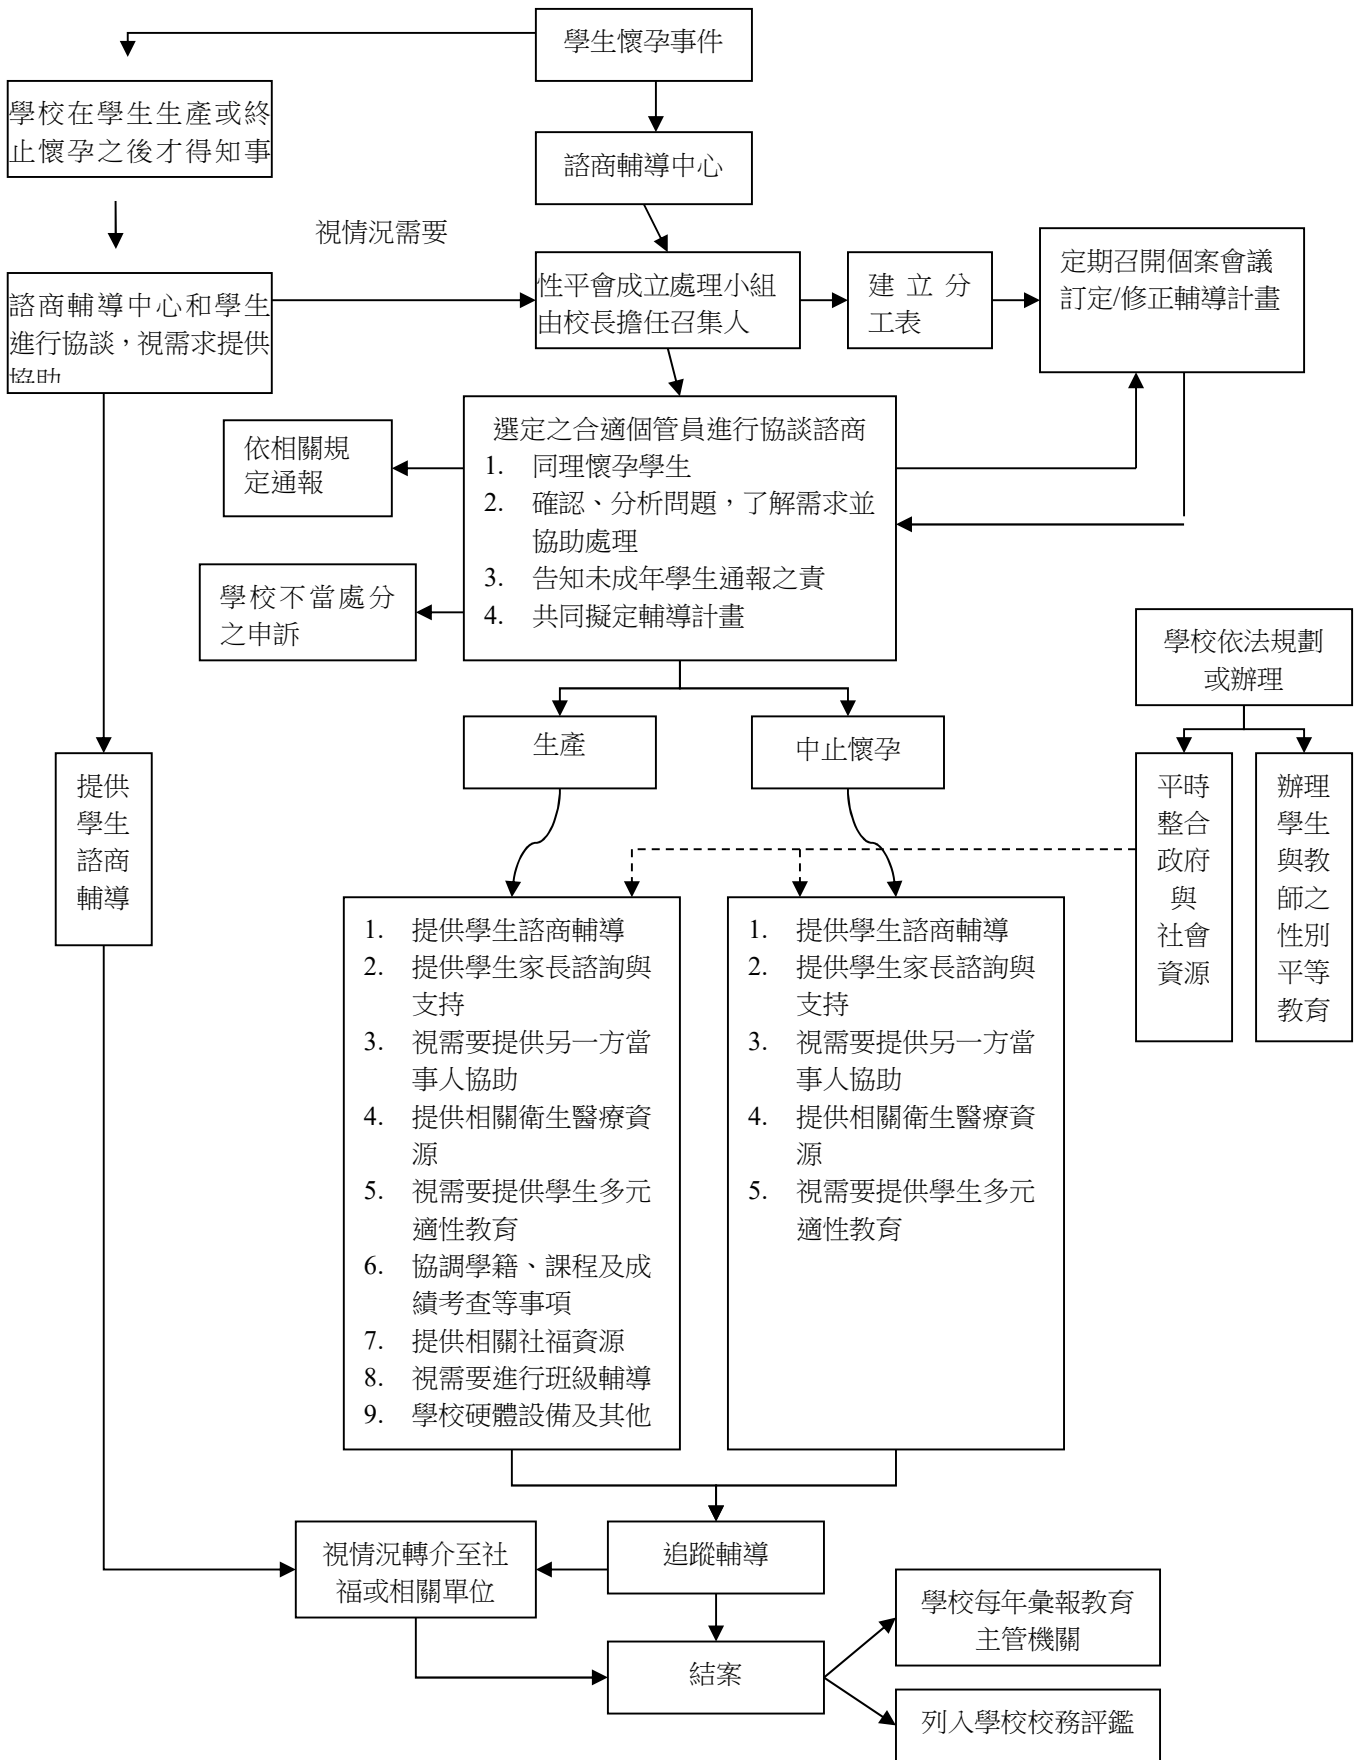 學生懷孕事件
學校在學生生產或終
止懷孕之後才得知事
諮商輔導中心
視情況需要
諮商輔導中心和學生
進行協談，視需求提供
協助
性平會成立處理小組
由校長擔任召集人
建立分
工表
定期召開個案會議
訂定/修正輔導計畫
依相關規
定通報
選定之合適個管員進行協談諮商
1. 同理懷孕學生
2. 確認、分析問題，了解需求並
協助處理
3. 告知未成年學生通報之責
4. 共同擬定輔導計畫
學校不當處分
之申訴
學校依法規劃
或辦理
生產
中止懷孕
提供
學生
諮商
輔導
平時
整合
政府
與
社會
資源
辦理
學生
與教
師之
性別
平等
教育
1. 提供學生諮商輔導
2. 提供學生家長諮詢與
支持
3. 視需要提供另一方當
事人協助
4. 提供相關衛生醫療資
源
5. 視需要提供學生多元
適性教育
6. 協調學籍、課程及成
績考查等事項
7. 提供相關社福資源
8. 視需要進行班級輔導
9. 學校硬體設備及其他
1. 提供學生諮商輔導
2. 提供學生家長諮詢與
支持
3. 視需要提供另一方當
事人協助
4. 提供相關衛生醫療資
源
5. 視需要提供學生多元
適性教育
視情況轉介至社
福或相關單位
追蹤輔導
學校每年彙報教育
主管機關
結案
列入學校校務評鑑